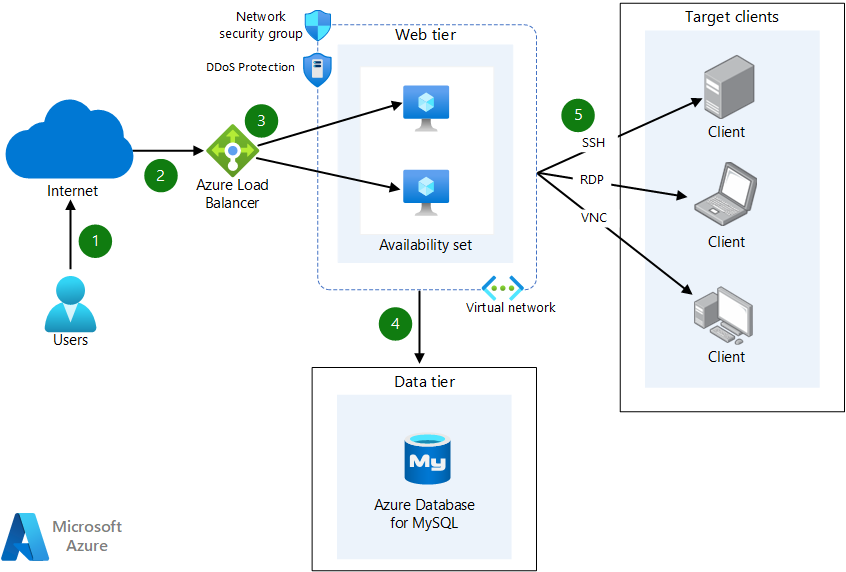 Network
security group
Web tier
Target clients
DDoS Protection
3
5
SSH
Client
2
Internet
Azure Load
Balancer
RDP
VNC
1
Availability set
Client
Users
4
Virtual network
Client
Data tier
My
Azure Database
for MySQL
Microsoft
Azure